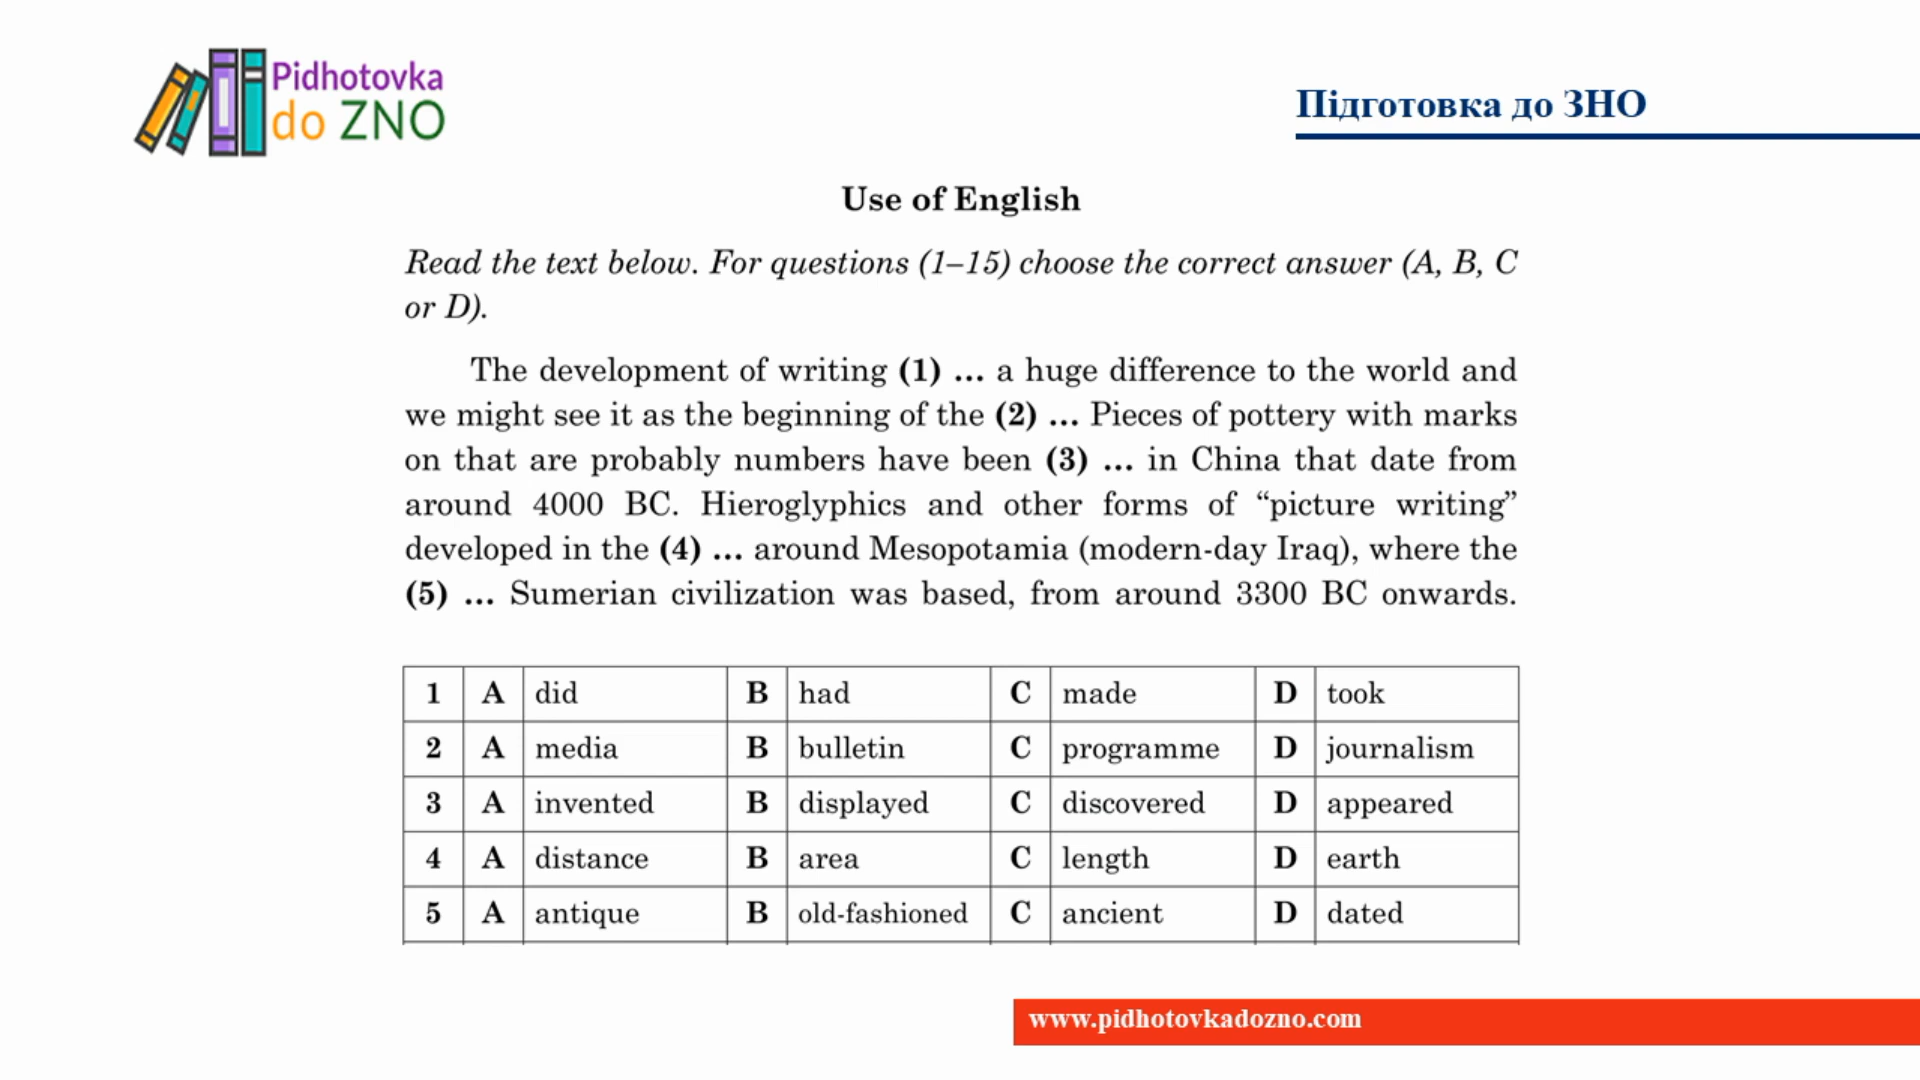 Pidhotovka
do ZNO
Підготовка до ЗНО
Use of English
Read the text below. For questions (1–15) choose the correct answer (A, B, C
or D).
The development of writing (1) ... a huge difference to the world and
we might see it as the beginning of the (2) ... Pieces of pottery with marks
on that are probably numbers have been (3) ... in China that date from
around 4000 BC. Hieroglyphics and other forms of “picture writing”
developed in the (4) ... around Mesopotamia (modern-day Iraq), where the
(5) ... Sumerian civilization was based, from around 3300 BC onwards.
1 A did B had C made D took
2 A media B bulletin C programme D journalism
3 A invented B displayed C discovered D appeared
4 A distance B area C length D earth
5 A antique B old-fashioned C ancient D dated
www.pidhotovkadozno.com